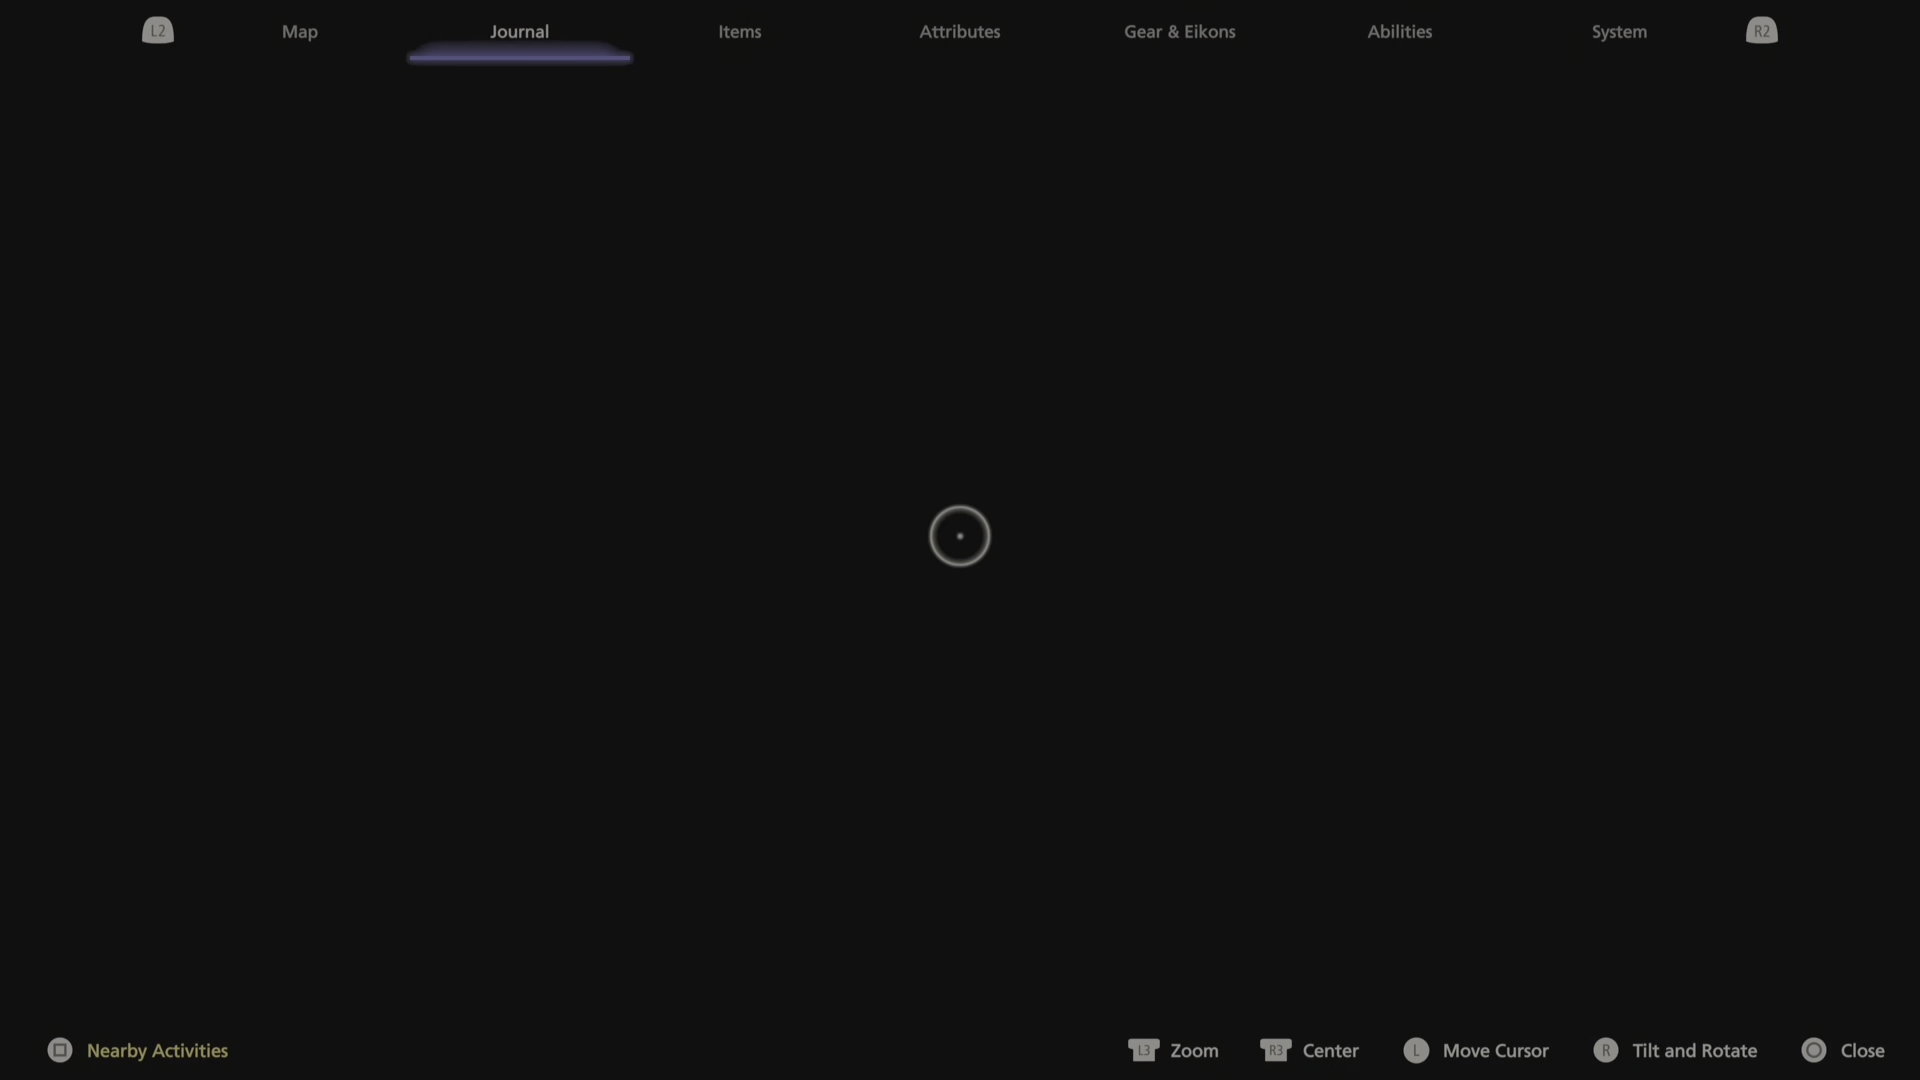 L2 Map Journal Items Attributes Gear & Eikons Abilities System R2
Nearby Activities L3 Zoom R3 Center L Move Cursor R Tilt and Rotate Close